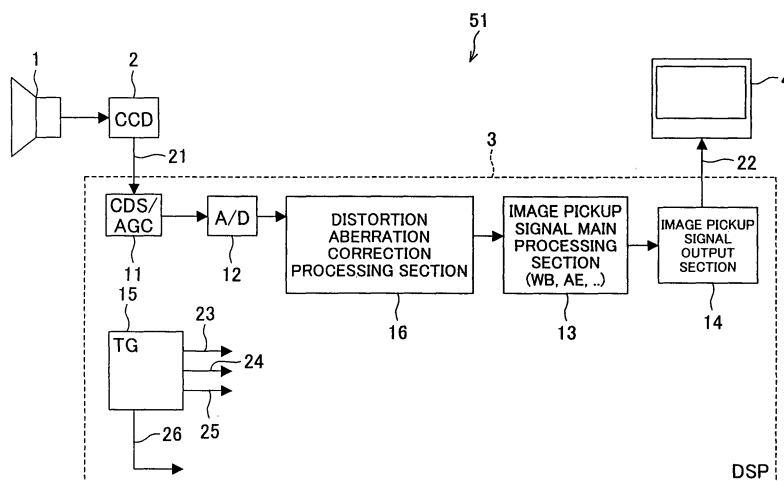 51
1
2
CCD
21
4
22
3
CDS/
AGC
11
A/D
12
DISTORTION
ABERRATION
CORRECTION
PROCESSING SECTION
16
IMAGE PICKUP
SIGNAL MAIN
PROCESSING
SECTION
(WB, AE, ..)
13
IMAGE PICKUP
SIGNAL
OUTPUT
SECTION
14
15
TG
23
24
25
26
DSP